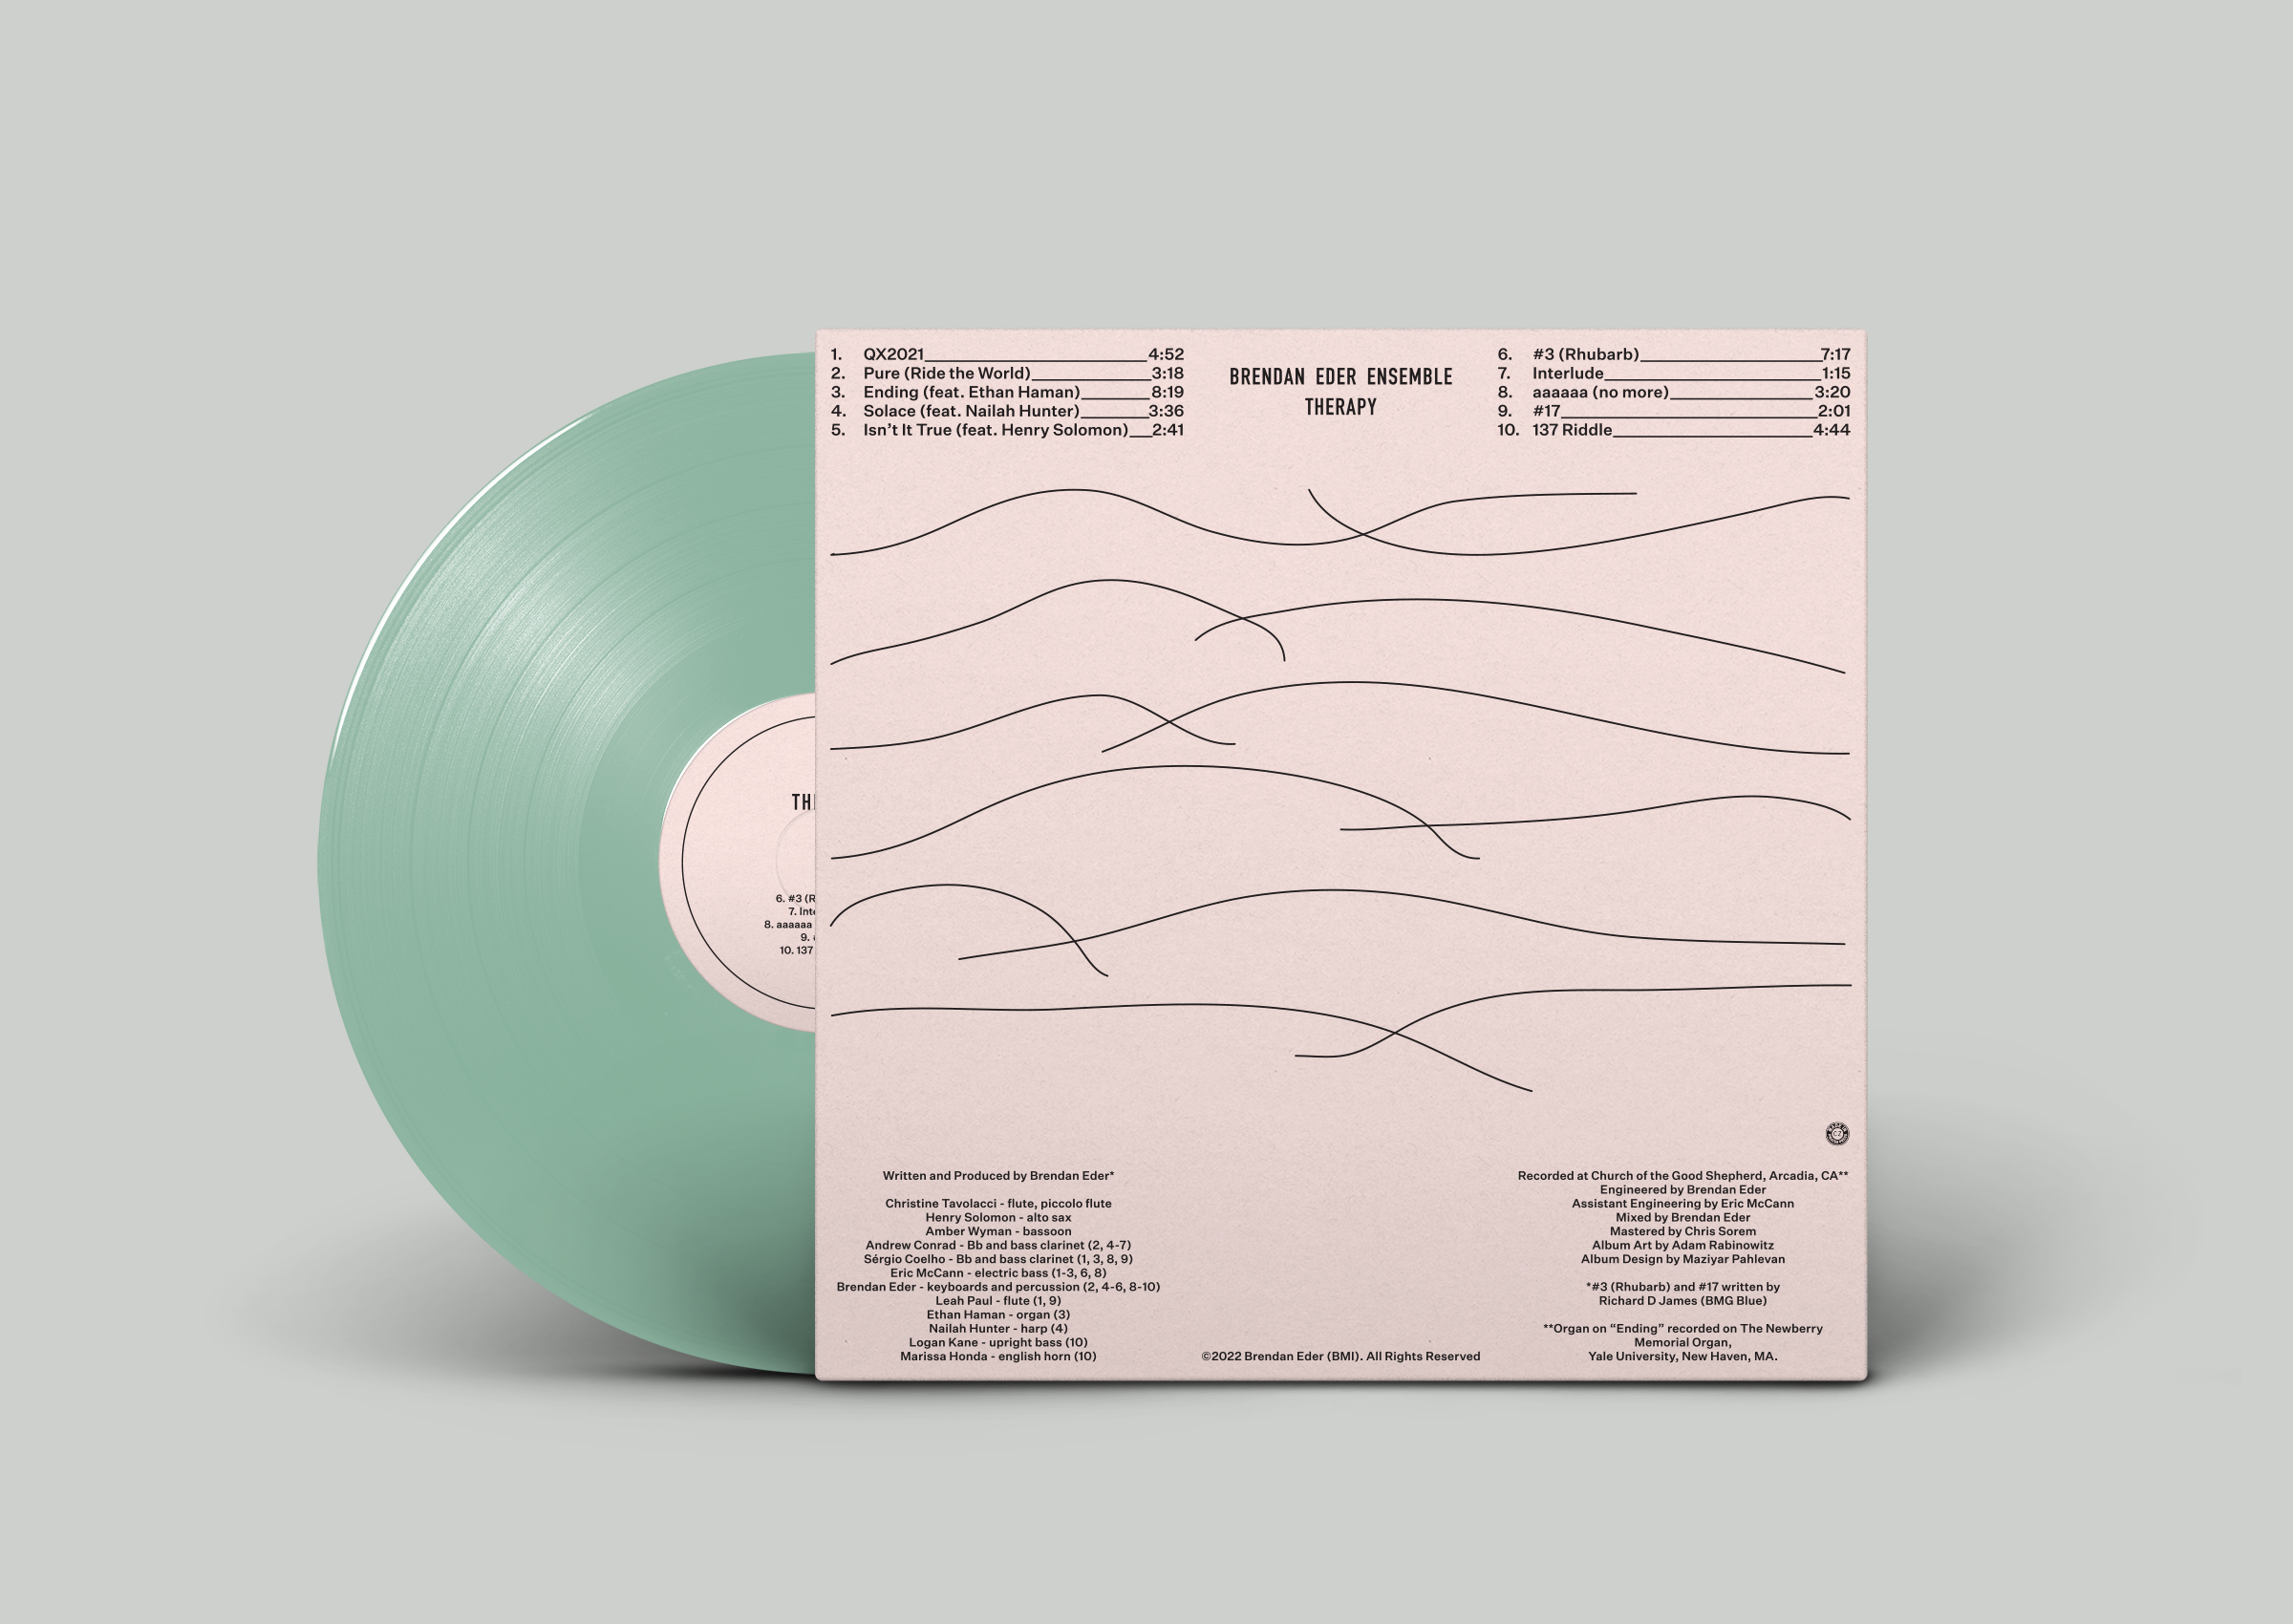 1. QX2021 4:52
2. Pure (Ride the World) 3:18
3. Ending (feat. Ethan Haman) 8:19
4. Solace (feat. Nailah Hunter) 3:36
5. Isn’t It True (feat. Henry Solomon) 2:41
BRENDAN EDER ENSEMBLE
THERAPY
6. #3 (Rhubarb) 7:17
7. Interlude 1:15
8. aaaaaa (no more) 3:20
9. #17 2:01
10. 137 Riddle 4:44
TH
6. #3 (R
7. Inte
8. aaaaaa
9.
10. 137
Written and Produced by Brendan Eder*
Christine Tavolacci - flute, piccolo flute
Henry Solomon - alto sax
Amber Wyman - bassoon
Andrew Conrad - Bb and bass clarinet (2, 4-7)
Sérgio Coelho - Bb and bass clarinet (1, 3, 8, 9)
Eric McCann - electric bass (1-3, 6, 8)
Brendan Eder - keyboards and percussion (2, 4-6, 8-10)
Leah Paul - flute (1, 9)
Ethan Haman - organ (3)
Nailah Hunter - harp (4)
Logan Kane - upright bass (10)
Marissa Honda - english horn (10)
©2022 Brendan Eder (BMI). All Rights Reserved
Recorded at Church of the Good Shepherd, Arcadia, CA**
Engineered by Brendan Eder
Assistant Engineering by Eric McCann
Mixed by Brendan Eder
Mastered by Chris Sorem
Album Art by Adam Rabinowitz
Album Design by Maziyar Pahlevan
*#3 (Rhubarb) and #17 written by
Richard D James (BMG Blue)
**Organ on “Ending” recorded on The Newberry
Memorial Organ,
Yale University, New Haven, MA.